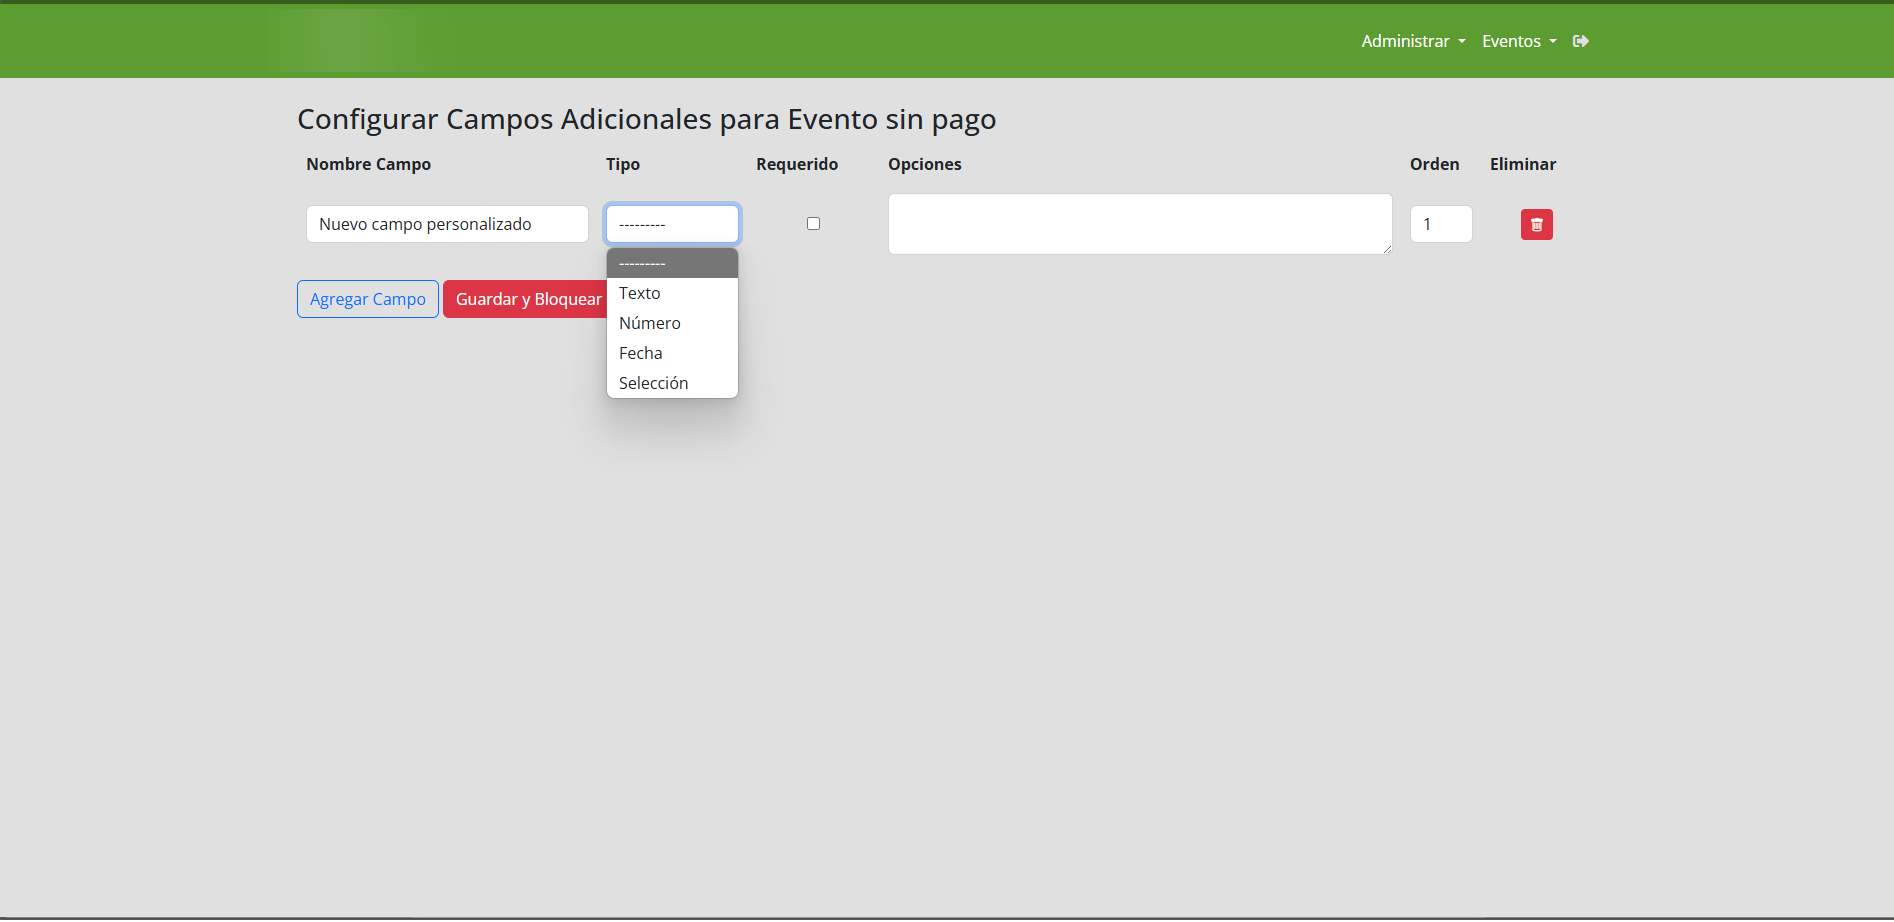 Administrar Eventos
Configurar Campos Adicionales para Evento sin pago
Nombre Campo Tipo Requerido Opciones Orden Eliminar
Nuevo campo personalizado --------- 1
---------
Texto
Número
Fecha
Selección
Agregar Campo Guardar y Bloquear